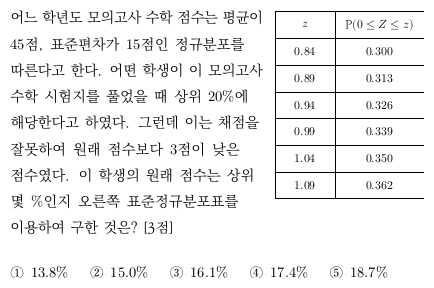 어느 학년도 모의고사 수학 점수는 평균이
45점, 표준편차가 15점인 정규분포를
따른다고 한다. 어떤 학생이 이 모의고사
수학 시험지를 풀었을 때 상위 20%에
해당한다고 하였다. 그런데 이는 채점을
잘못하여 원래 점수보다 3점이 낮은
점수였다. 이 학생의 원래 점수는 상위
몇 %인지 오른쪽 표준정규분포표를
이용하여 구한 것은? [3점]
z P(0 ≤ Z ≤ z)
0.84 0.300
0.89 0.313
0.94 0.326
0.99 0.339
1.04 0.350
1.09 0.362
① 13.8% ② 15.0% ③ 16.1% ④ 17.4% ⑤ 18.7%